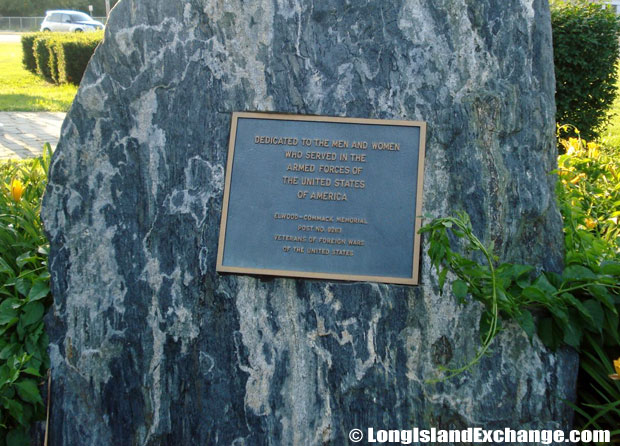 DEDICATED TO THE MEN AND WOMEN
WHO SERVED IN THE
ARMED FORCES OF
THE UNITED STATES
OF AMERICA
ELWOOD-COMMACK MEMORIAL
POST NO. 9263
VETERANS OF FOREIGN WARS
OF THE UNITED STATES
© LongIslandExchange.com